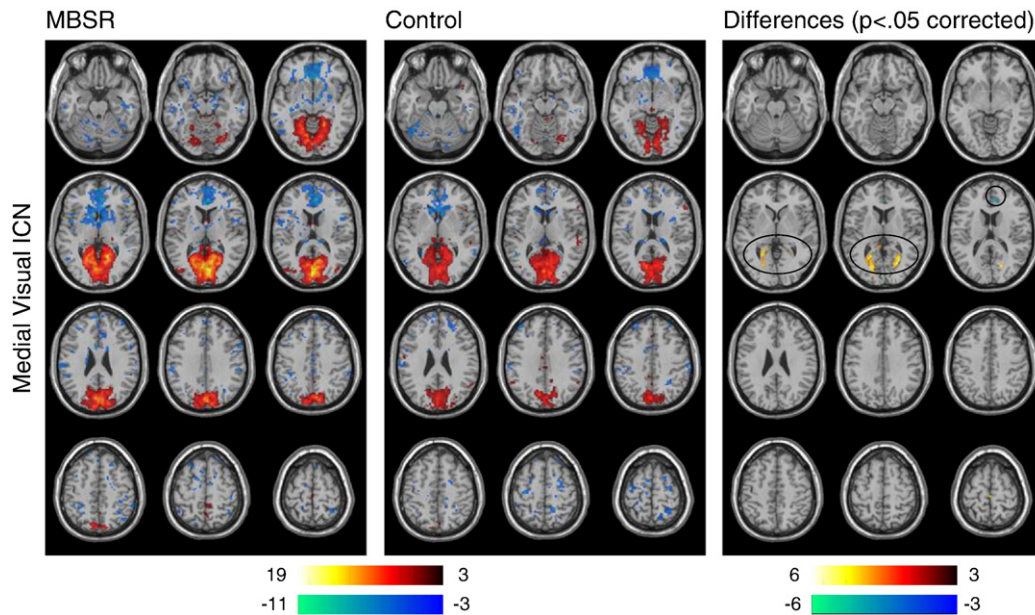 MBSR
Control
Differences (p<.05 corrected)
Medial Visual ICN
19 3
-11 -3
6 3
-6 -3